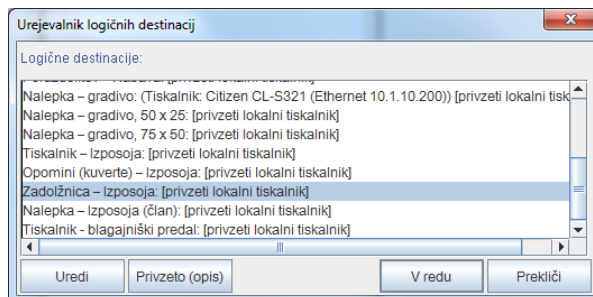 Urejevalnik logičnih destinacij
Logične destinacije:
Nalepka – gradivo: (Tiskalnik: Citizen CL-S321 (Ethernet 10.1.10.200)) [privzeti lokalni tisk
Nalepka – gradivo, 50 x 25: [privzeti lokalni tiskalnik]
Nalepka – gradivo, 75 x 50: [privzeti lokalni tiskalnik]
Tiskalnik – Izposoja: [privzeti lokalni tiskalnik]
Opomini (kuverte) – Izposoja: [privzeti lokalni tiskalnik]
Zadolžnica – Izposoja: [privzeti lokalni tiskalnik]
Nalepka – Izposoja (član): [privzeti lokalni tiskalnik]
Tiskalnik - blagajniški predal: [privzeti lokalni tiskalnik]
Uredi Privzeto (opis) V redu Prekliči